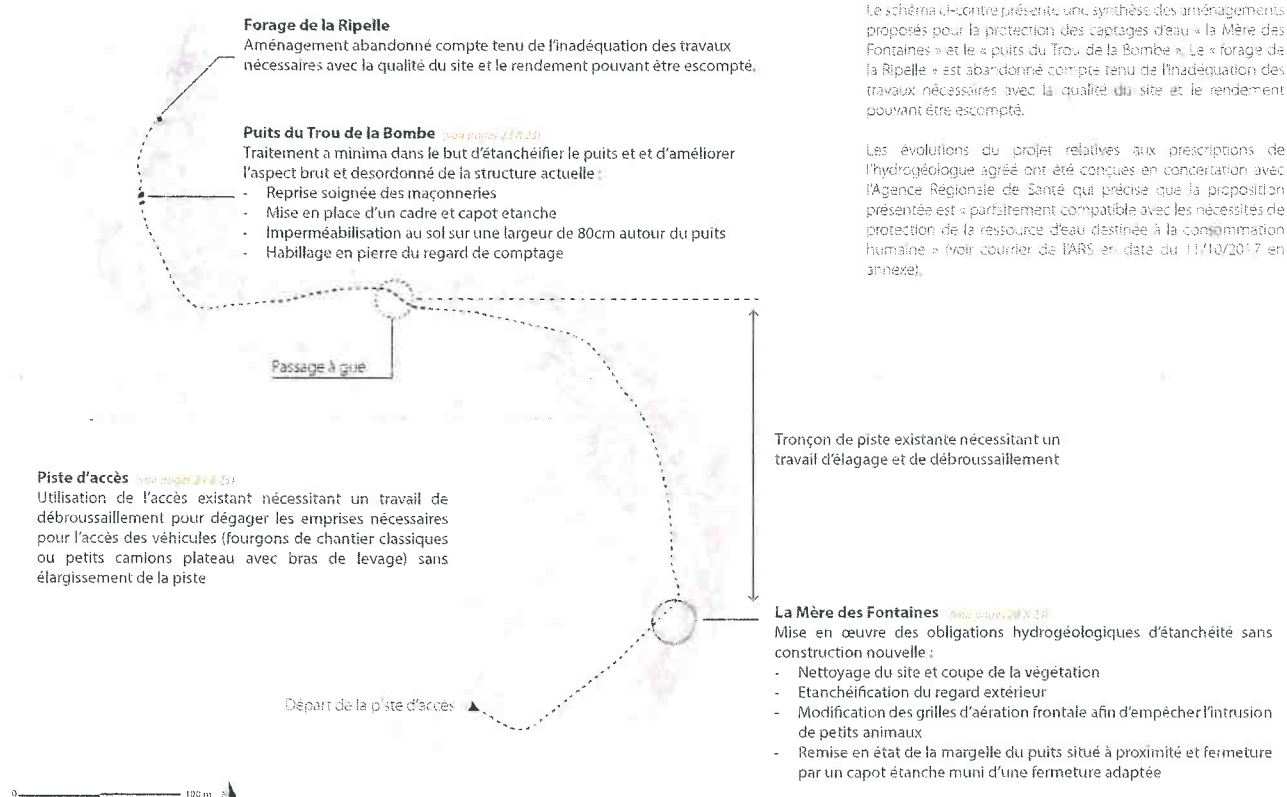 Forage de la Ripelle
Aménagement abandonné compte tenu de l'inadéquation des travaux
nécessaires avec la qualité du site et le rendement pouvant être escompté.
Puits du Trou de la Bombe
Traitement a minima dans le but d'étanchéifier le puits et et d'améliorer
l'aspect brut et desordonné de la structure actuelle :
- Reprise soignée des maçonneries
- Mise en place d'un cadre et capot etanche
- Imperméabilisation au sol sur une largeur de 80cm autour du puits
- Habillage en pierre du regard de comptage
Passage à gué
Piste d'accès
Utilisation de l'accès existant nécessitant un travail de
débroussaillement pour dégager les emprises nécessaires
pour l'accès des véhicules (fourgons de chantier classiques
ou petits camions plateau avec bras de levage) sans
élargissement de la piste
Départ de la piste d'accès
0 100 m N
Le schéma ci-contre présente une synthèse des aménagements
proposés pour la protection des captages d'eau « la Mère des
Fontaines » et le « puits du Trou de la Bombe ». Le « forage de
la Ripelle » est abandonné compte tenu de l'inadéquation des
travaux nécessaires avec la qualité du site et le rendement
pouvant être escompté.
Les évolutions du projet relatives aux prescriptions de
l'hydrogéologue agréé ont été conçues en concertation avec
l'Agence Régionale de Santé qui précise que la proposition
présentée est « parfaitement compatible avec les nécessités de
protection de la ressource d'eau destinée à la consommation
humaine » (voir courrier de l'ARS en date du 11/10/2017 en
annexe).
Tronçon de piste existante nécessitant un
travail d'élagage et de débroussaillement
La Mère des Fontaines
Mise en œuvre des obligations hydrogéologiques d'étanchéité sans
construction nouvelle :
- Nettoyage du site et coupe de la végétation
- Etanchéification du regard extérieur
- Modification des grilles d'aération frontale afin d'empêcher l'intrusion
de petits animaux
- Remise en état de la margelle du puits situé à proximité et fermeture
par un capot étanche muni d'une fermeture adaptée